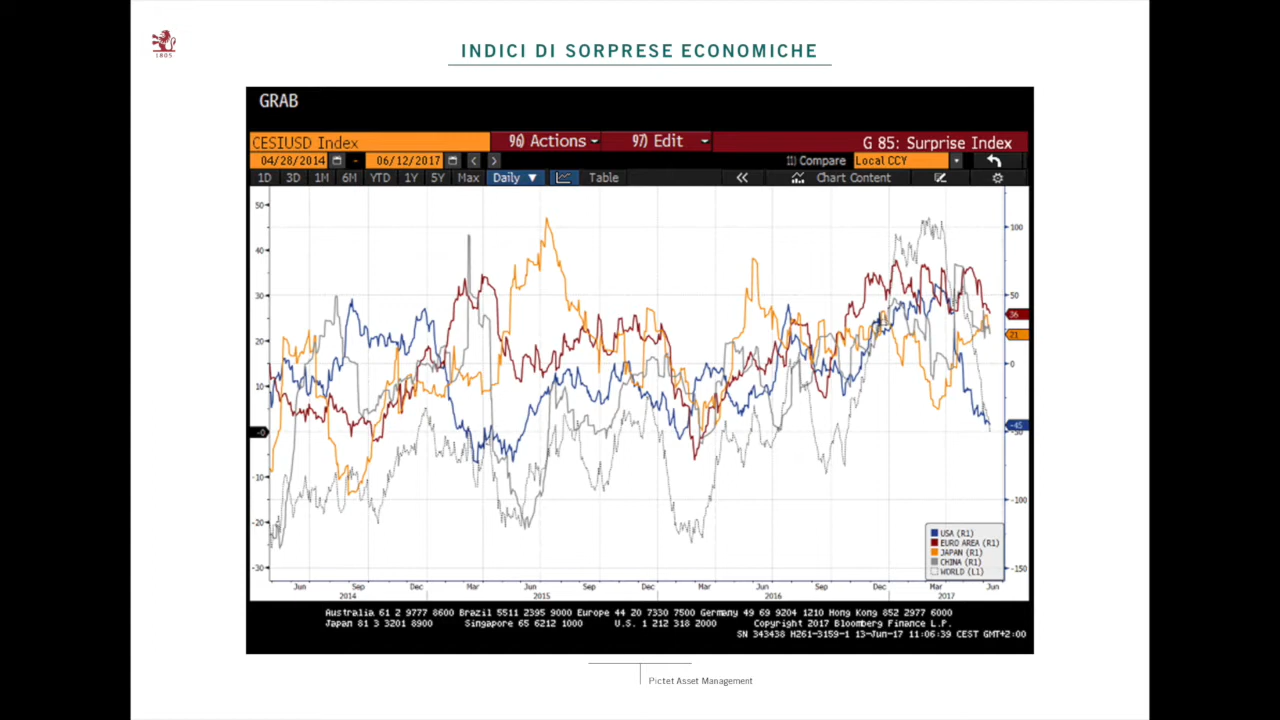 INDICI DI SORPRESE ECONOMICHE
1805
GRAB
CESIUSD Index 96) Actions 97) Edit G 85: Surprise Index
04/28/2014 - 06/12/2017 11) Compare Local CCY
1D 3D 1M 6M YTD 1Y 5Y Max Daily ▼ Table « Chart Content
50 100
40
30 50
36
20 21
0
10
-0 -45
-50
-10
-100
-20
-30 -150
USA (R1)
EURO AREA (R1)
JAPAN (R1)
CHINA (R1)
WORLD (L1)
Jun Sep Dec Mar Jun Sep Dec Mar Jun Sep Dec Mar Jun
2014 2015 2016 2017
Australia 61 2 9777 8600 Brazil 5511 2395 9000 Europe 44 20 7330 7500 Germany 49 69 9204 1210 Hong Kong 852 2977 6000
Japan 81 3 3201 8900 Singapore 65 6212 1000 U.S. 1 212 318 2000 Copyright 2017 Bloomberg Finance L.P.
SN 343438 H261-3159-1 13-Jun-17 11:06:39 CEST GMT+2:00
Pictet Asset Management